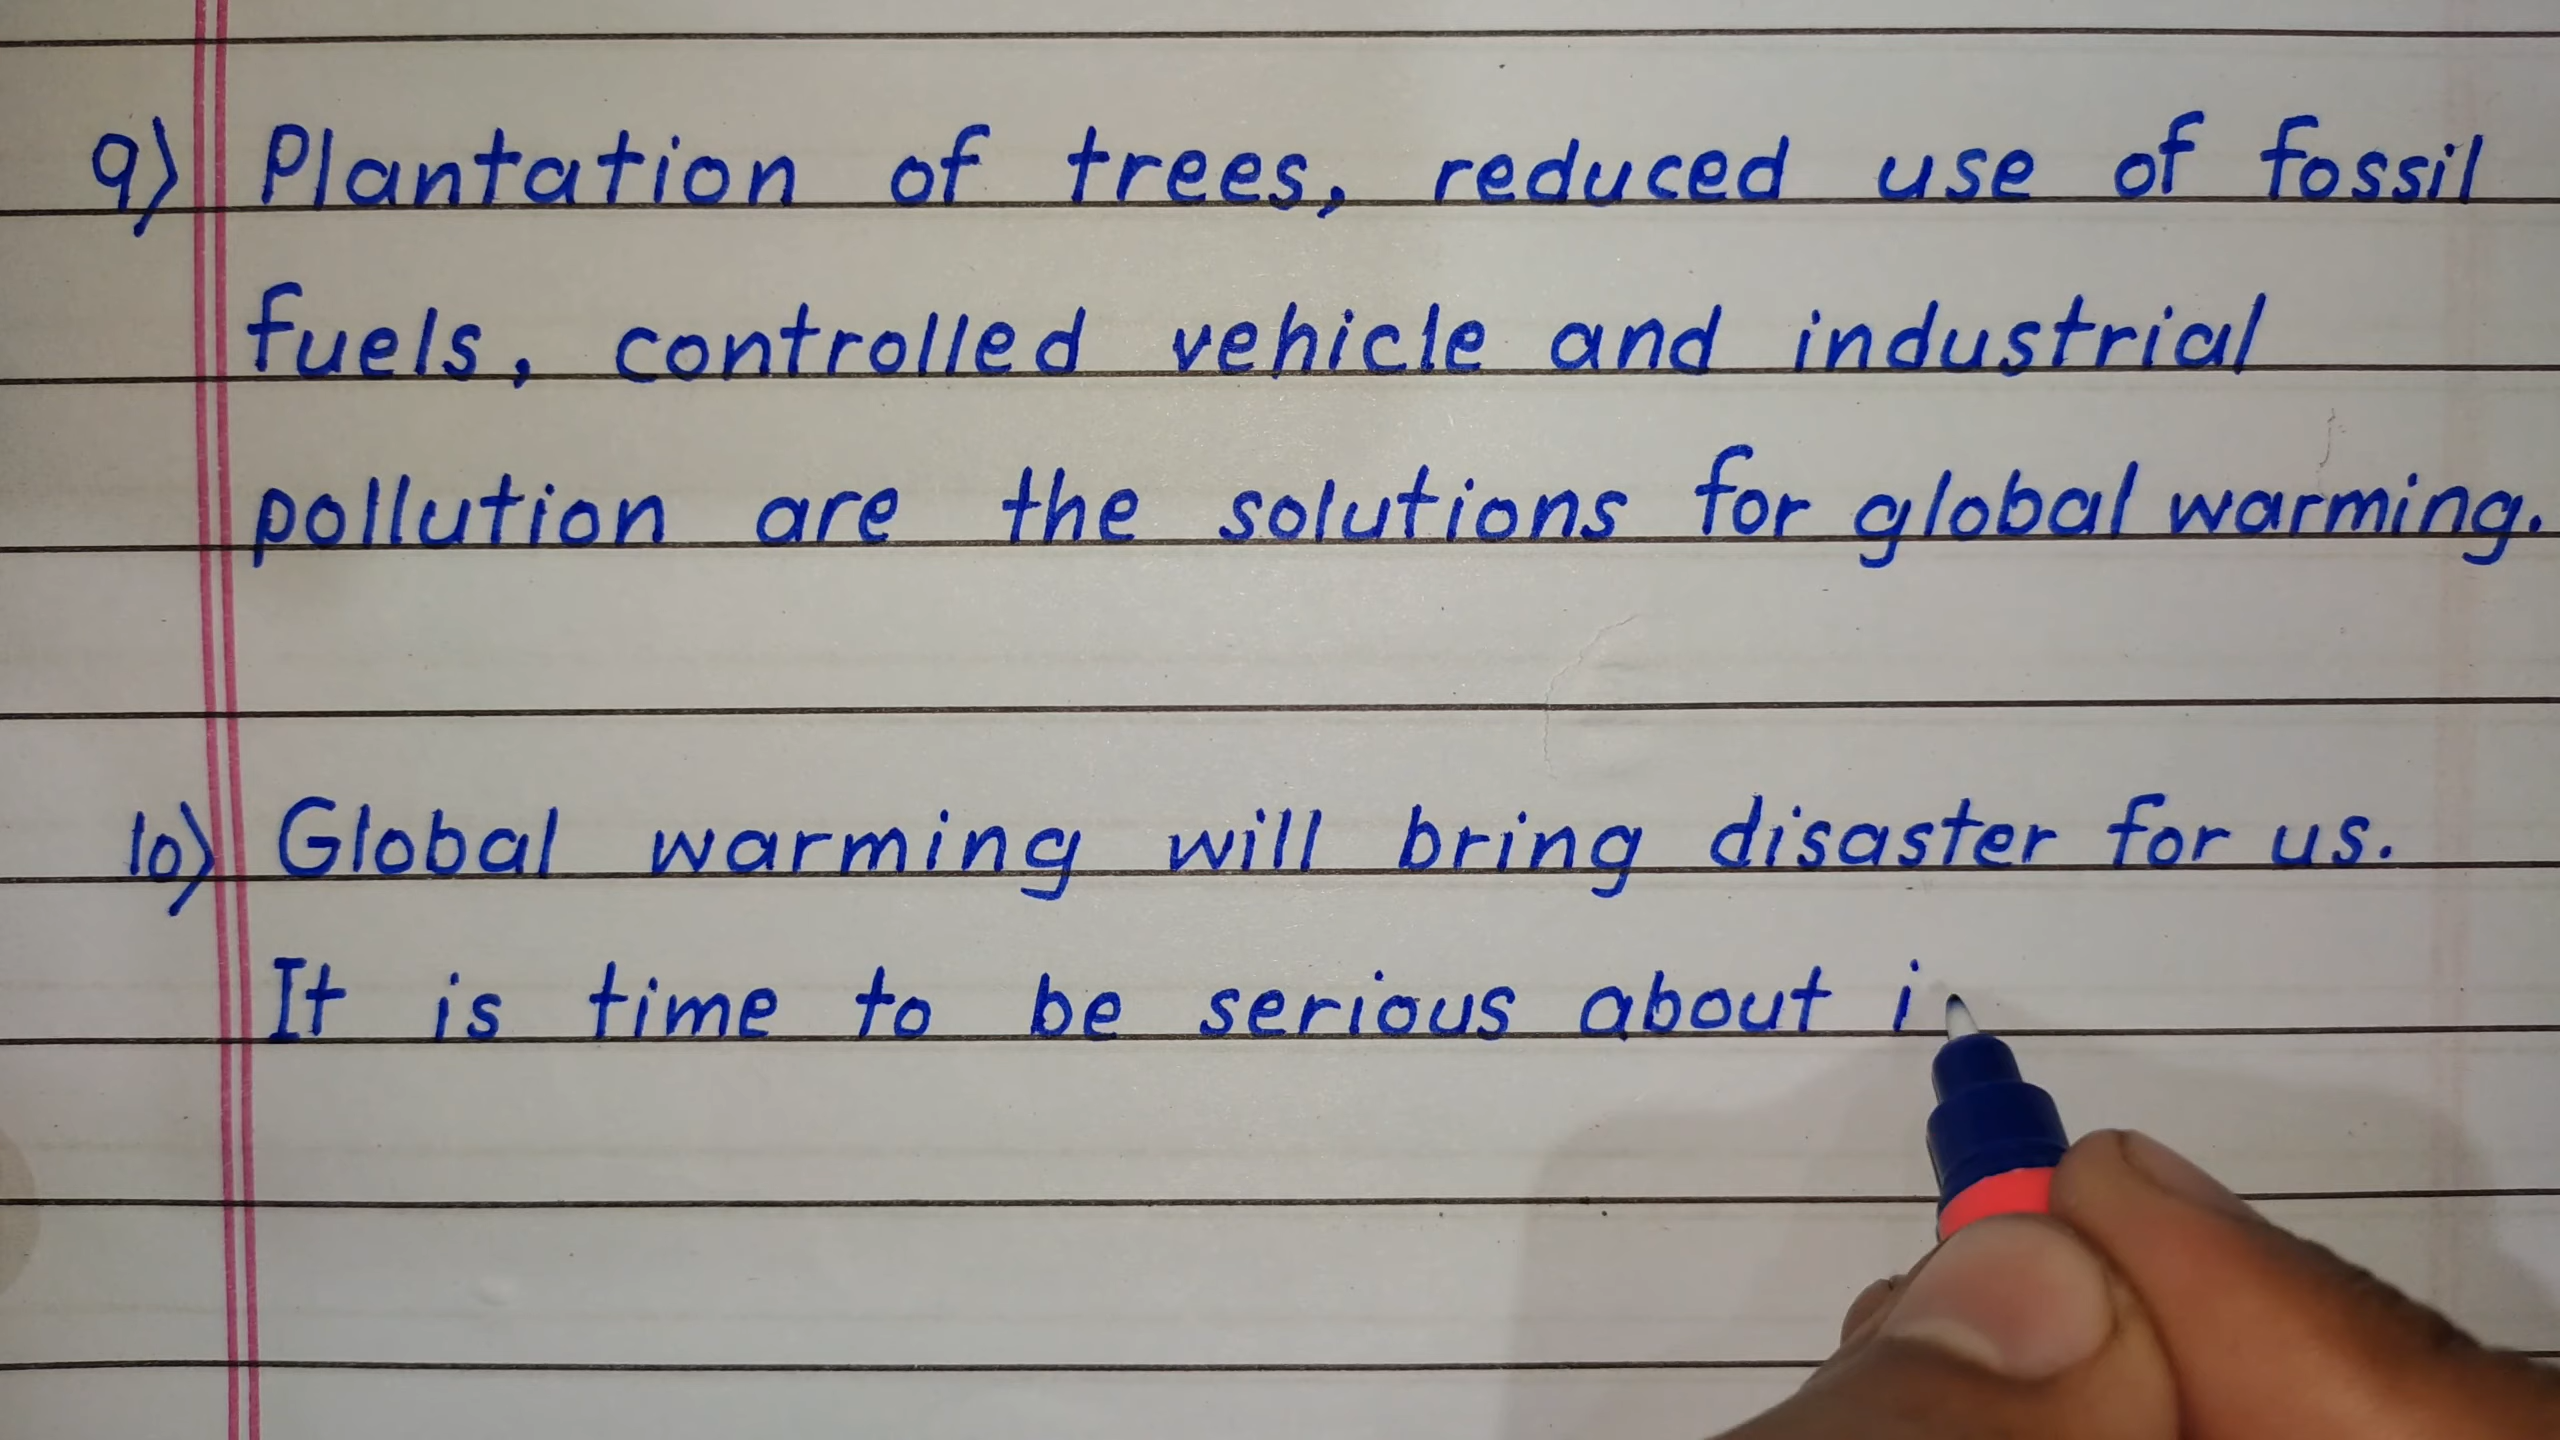 9) Plantation of trees, reduced use of fossil
fuels, controlled vehicle and industrial
pollution are the solutions for global warming.
10) Global warming will bring disaster for us.
It is time to be serious about i